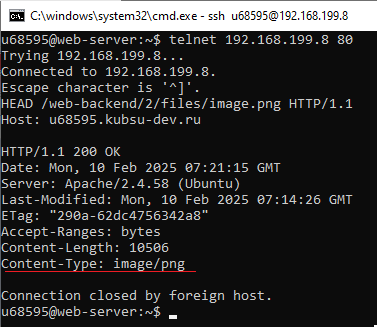 C:\windows\system32\cmd.exe - ssh u68595@192.168.199.8
u68595@web-server:~$ telnet 192.168.199.8 80
Trying 192.168.199.8...
Connected to 192.168.199.8.
Escape character is '^]'.
HEAD /web-backend/2/files/image.png HTTP/1.1
Host: u68595.kubsu-dev.ru
HTTP/1.1 200 OK
Date: Mon, 10 Feb 2025 07:21:15 GMT
Server: Apache/2.4.58 (Ubuntu)
Last-Modified: Mon, 10 Feb 2025 07:14:26 GMT
ETag: "290a-62dc4756342a8"
Accept-Ranges: bytes
Content-Length: 10506
Content-Type: image/png
Connection closed by foreign host.
u68595@web-server:~$